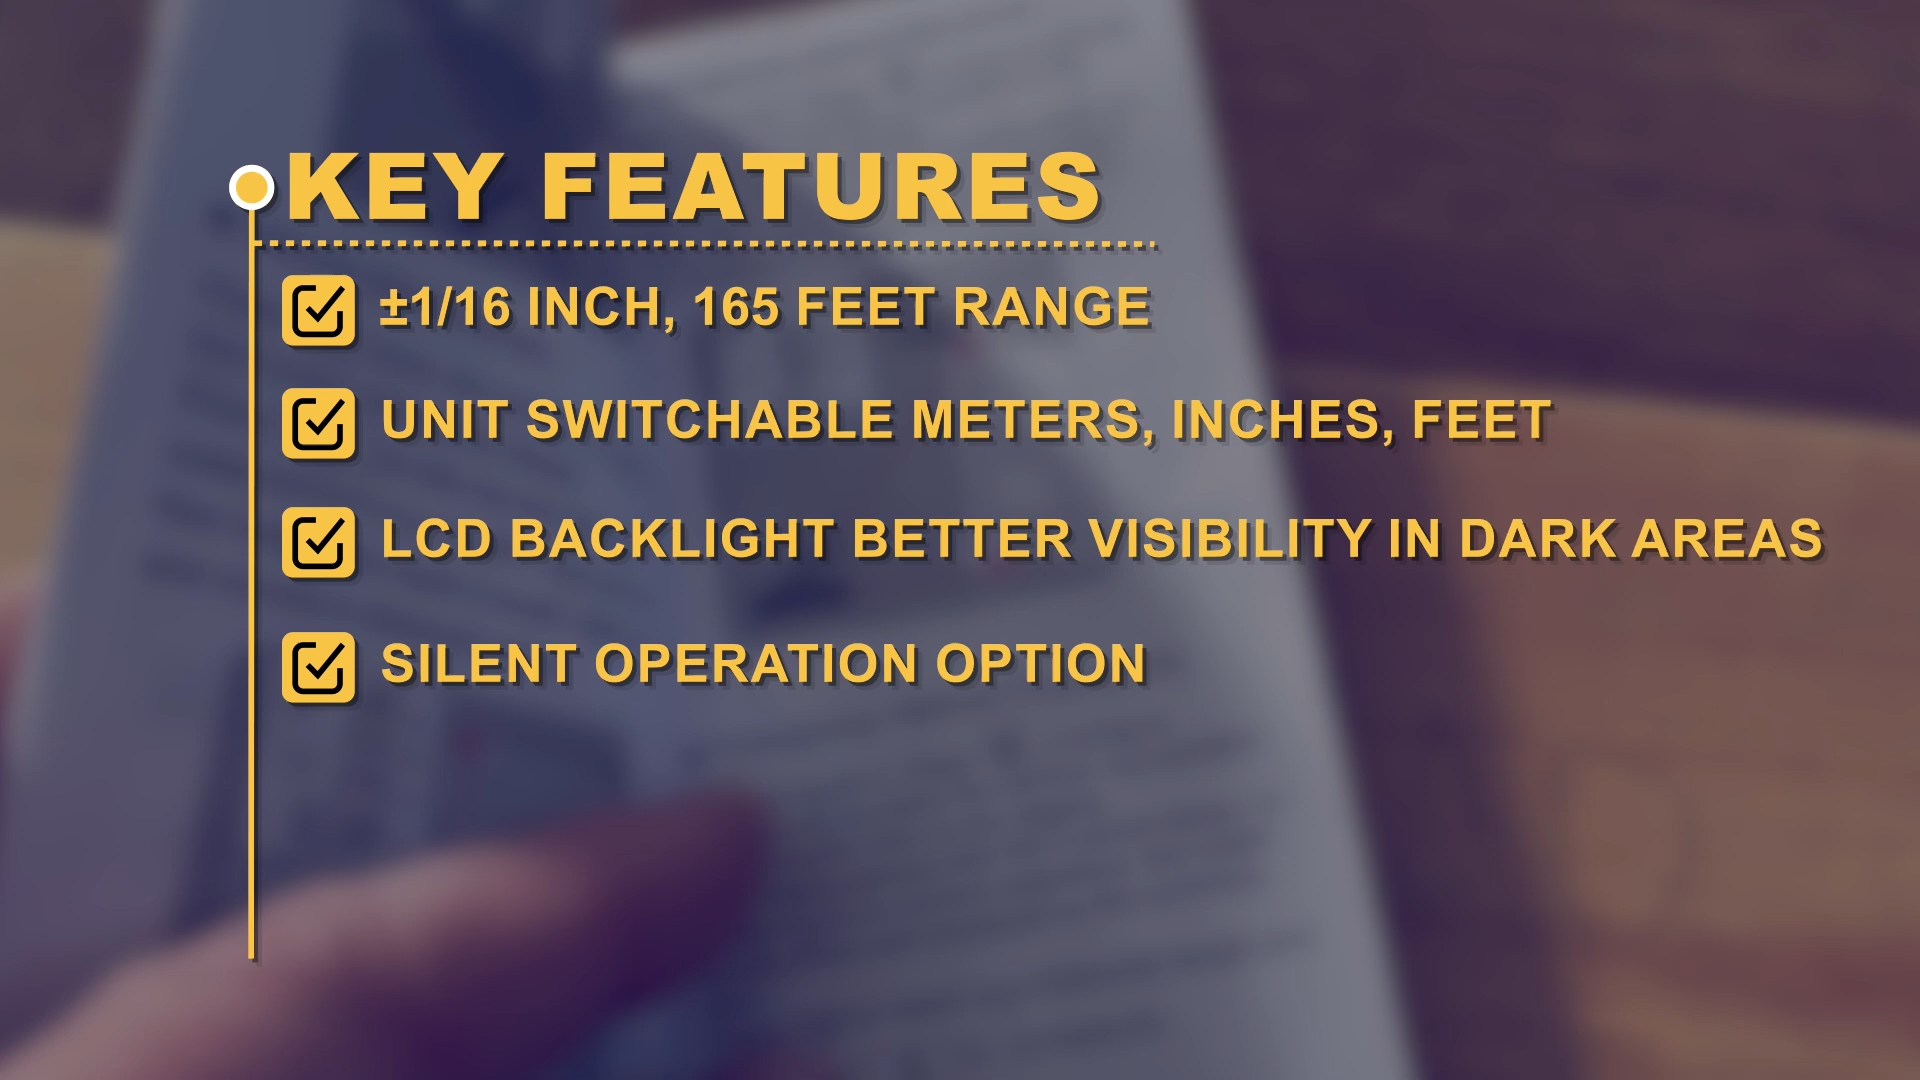 KEY FEATURES
±1/16 INCH, 165 FEET RANGE
UNIT SWITCHABLE METERS, INCHES, FEET
LCD BACKLIGHT BETTER VISIBILITY IN DARK AREAS
SILENT OPERATION OPTION